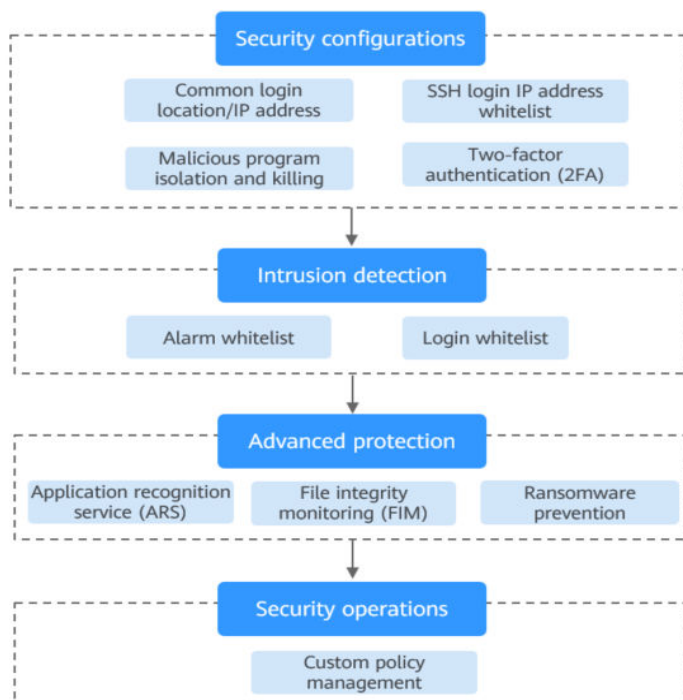 Security configurations
Common login
location/IP address
SSH login IP address
whitelist
Malicious program
isolation and killing
Two-factor
authentication (2FA)
Intrusion detection
Alarm whitelist
Login whitelist
Advanced protection
Application recognition
service (ARS)
File integrity
monitoring (FIM)
Ransomware
prevention
Security operations
Custom policy
management